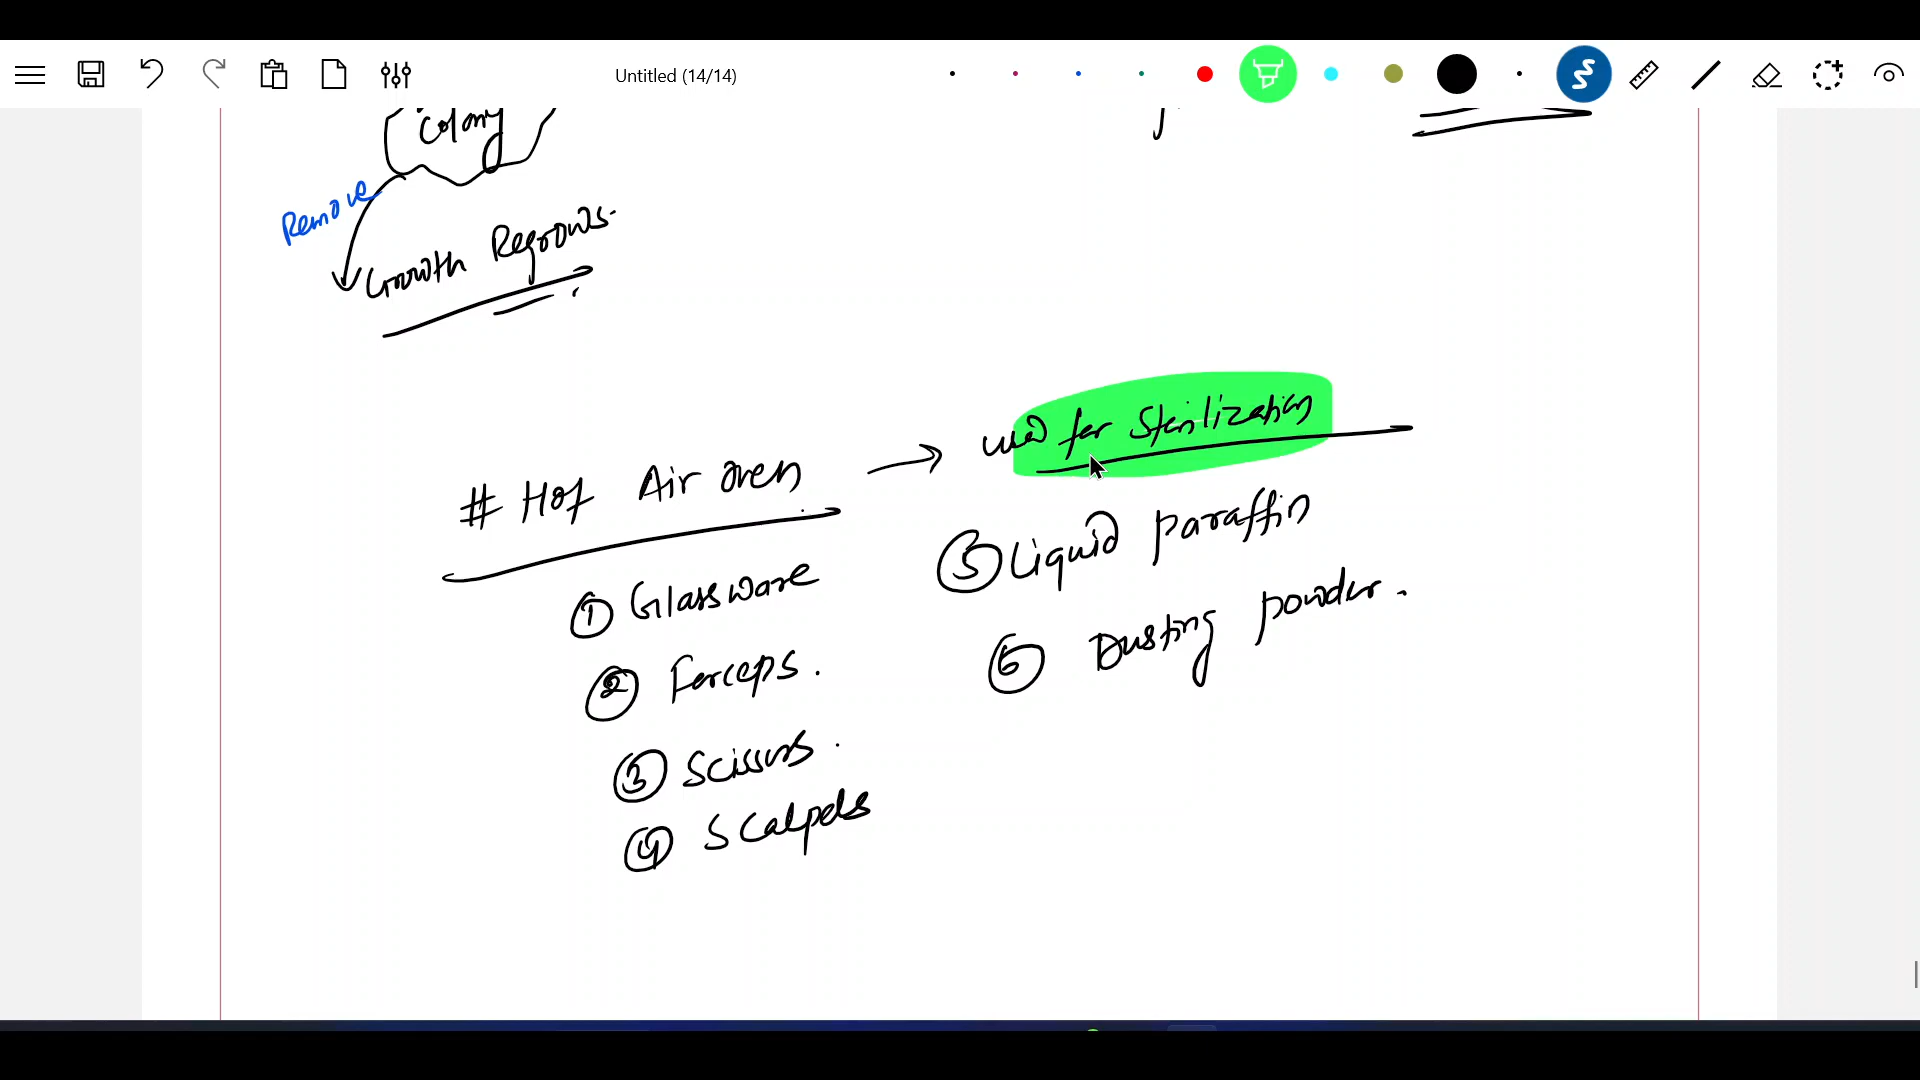 Untitled (14/14)
Colony
Remove
Growth Regrows.
# Hot Air oven → used for Sterilization
① Glassware
② Forceps.
③ Scissors.
④ Scalpels
⑤ Liquid paraffin
⑥ Dusting powder.